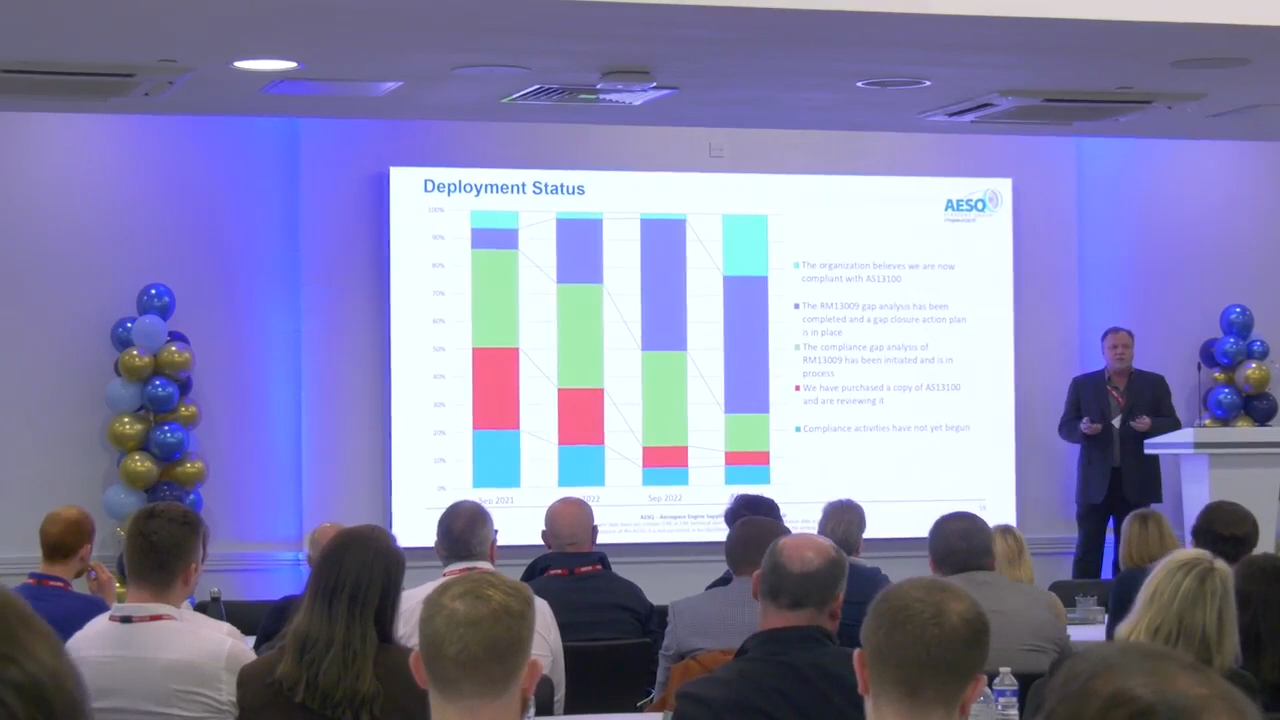 Deployment Status
AESQ
100%
90%
80%
70%
60%
50%
40%
30%
20%
10%
0%
Sep 2021
2022
Sep 2022
The organization believes we are now
compliant with AS13100
The RM13009 gap analysis has been
completed and a gap closure action plan
is in place
The compliance gap analysis of
RM13009 has been initiated and is in
process
We have purchased a copy of AS13100
and are reviewing it
Compliance activities have not yet begun
AESQ - Aerospace Engine